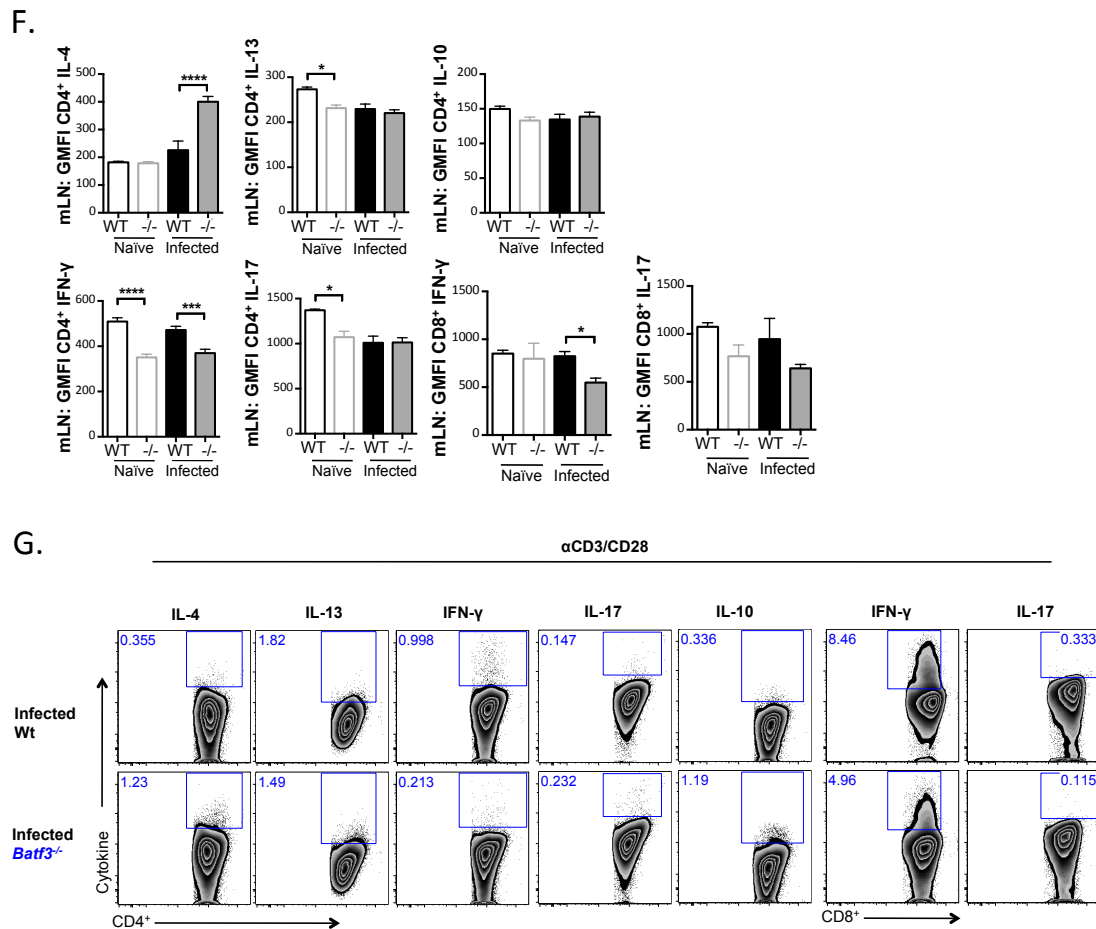 F.
mLN: GMFI CD4+ IL-4
500
400
300
200
100
0
****
WT -/- WT -/-
Naïve Infected
mLN: GMFI CD4+ IL-13
300
200
100
0
*
WT -/- WT -/-
Naïve Infected
mLN: GMFI CD4+ IL-10
200
150
100
50
0
WT -/- WT -/-
Naïve Infected
mLN: GMFI CD4+ IFN-γ
600
400
200
0
**** ***
WT -/- WT -/-
Naïve Infected
mLN: GMFI CD4+ IL-17
1500
1000
500
0
*
WT -/- WT -/-
Naïve Infected
mLN: GMFI CD8+ IFN-γ
1500
1000
500
0
*
WT -/- WT -/-
Naïve Infected
mLN: GMFI CD8+ IL-17
1500
1000
500
0
WT -/- WT -/-
Naïve Infected
G.
αCD3/CD28
IL-4 IL-13 IFN-γ IL-17 IL-10 IFN-γ IL-17
Infected
Wt
0.355 1.82 0.998 0.147 0.336 8.46 0.333
Infected
Batf3-/-
1.23 1.49 0.213 0.232 1.19 4.96 0.115
Cytokine
CD4+ CD8+